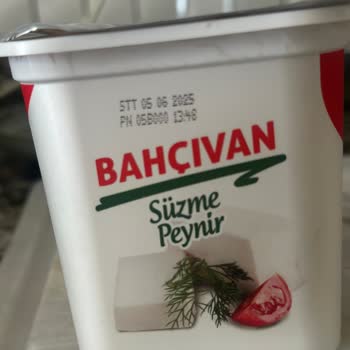 STT 05 06 2025
PN 05B000 13:48
BAHÇIVAN
Süzme
Peynir